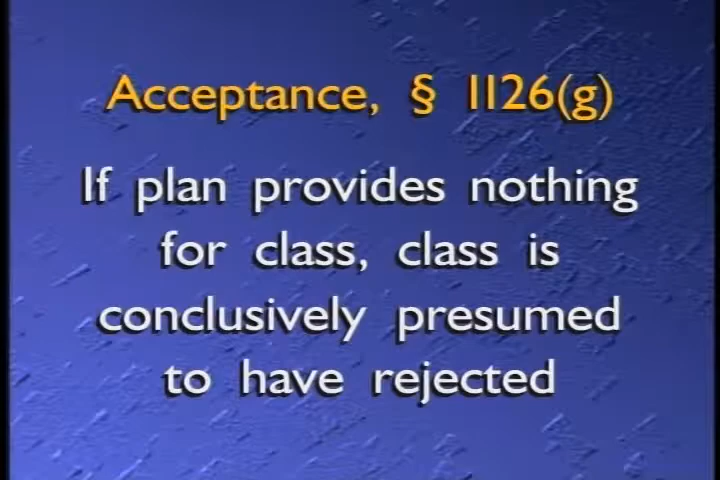 Acceptance, § 1126(g)
If plan provides nothing
for class, class is
conclusively presumed
to have rejected